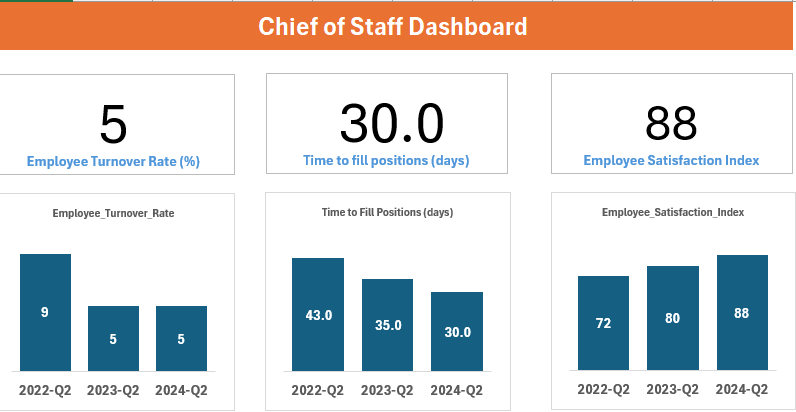 Chief of Staff Dashboard
5
Employee Turnover Rate (%)
30.0
Time to fill positions (days)
88
Employee Satisfaction Index
Employee_Turnover_Rate
9
5
5
2022-Q2 2023-Q2 2024-Q2
Time to Fill Positions (days)
43.0
35.0
30.0
2022-Q2 2023-Q2 2024-Q2
Employee_Satisfaction_Index
72
80
88
2022-Q2 2023-Q2 2024-Q2